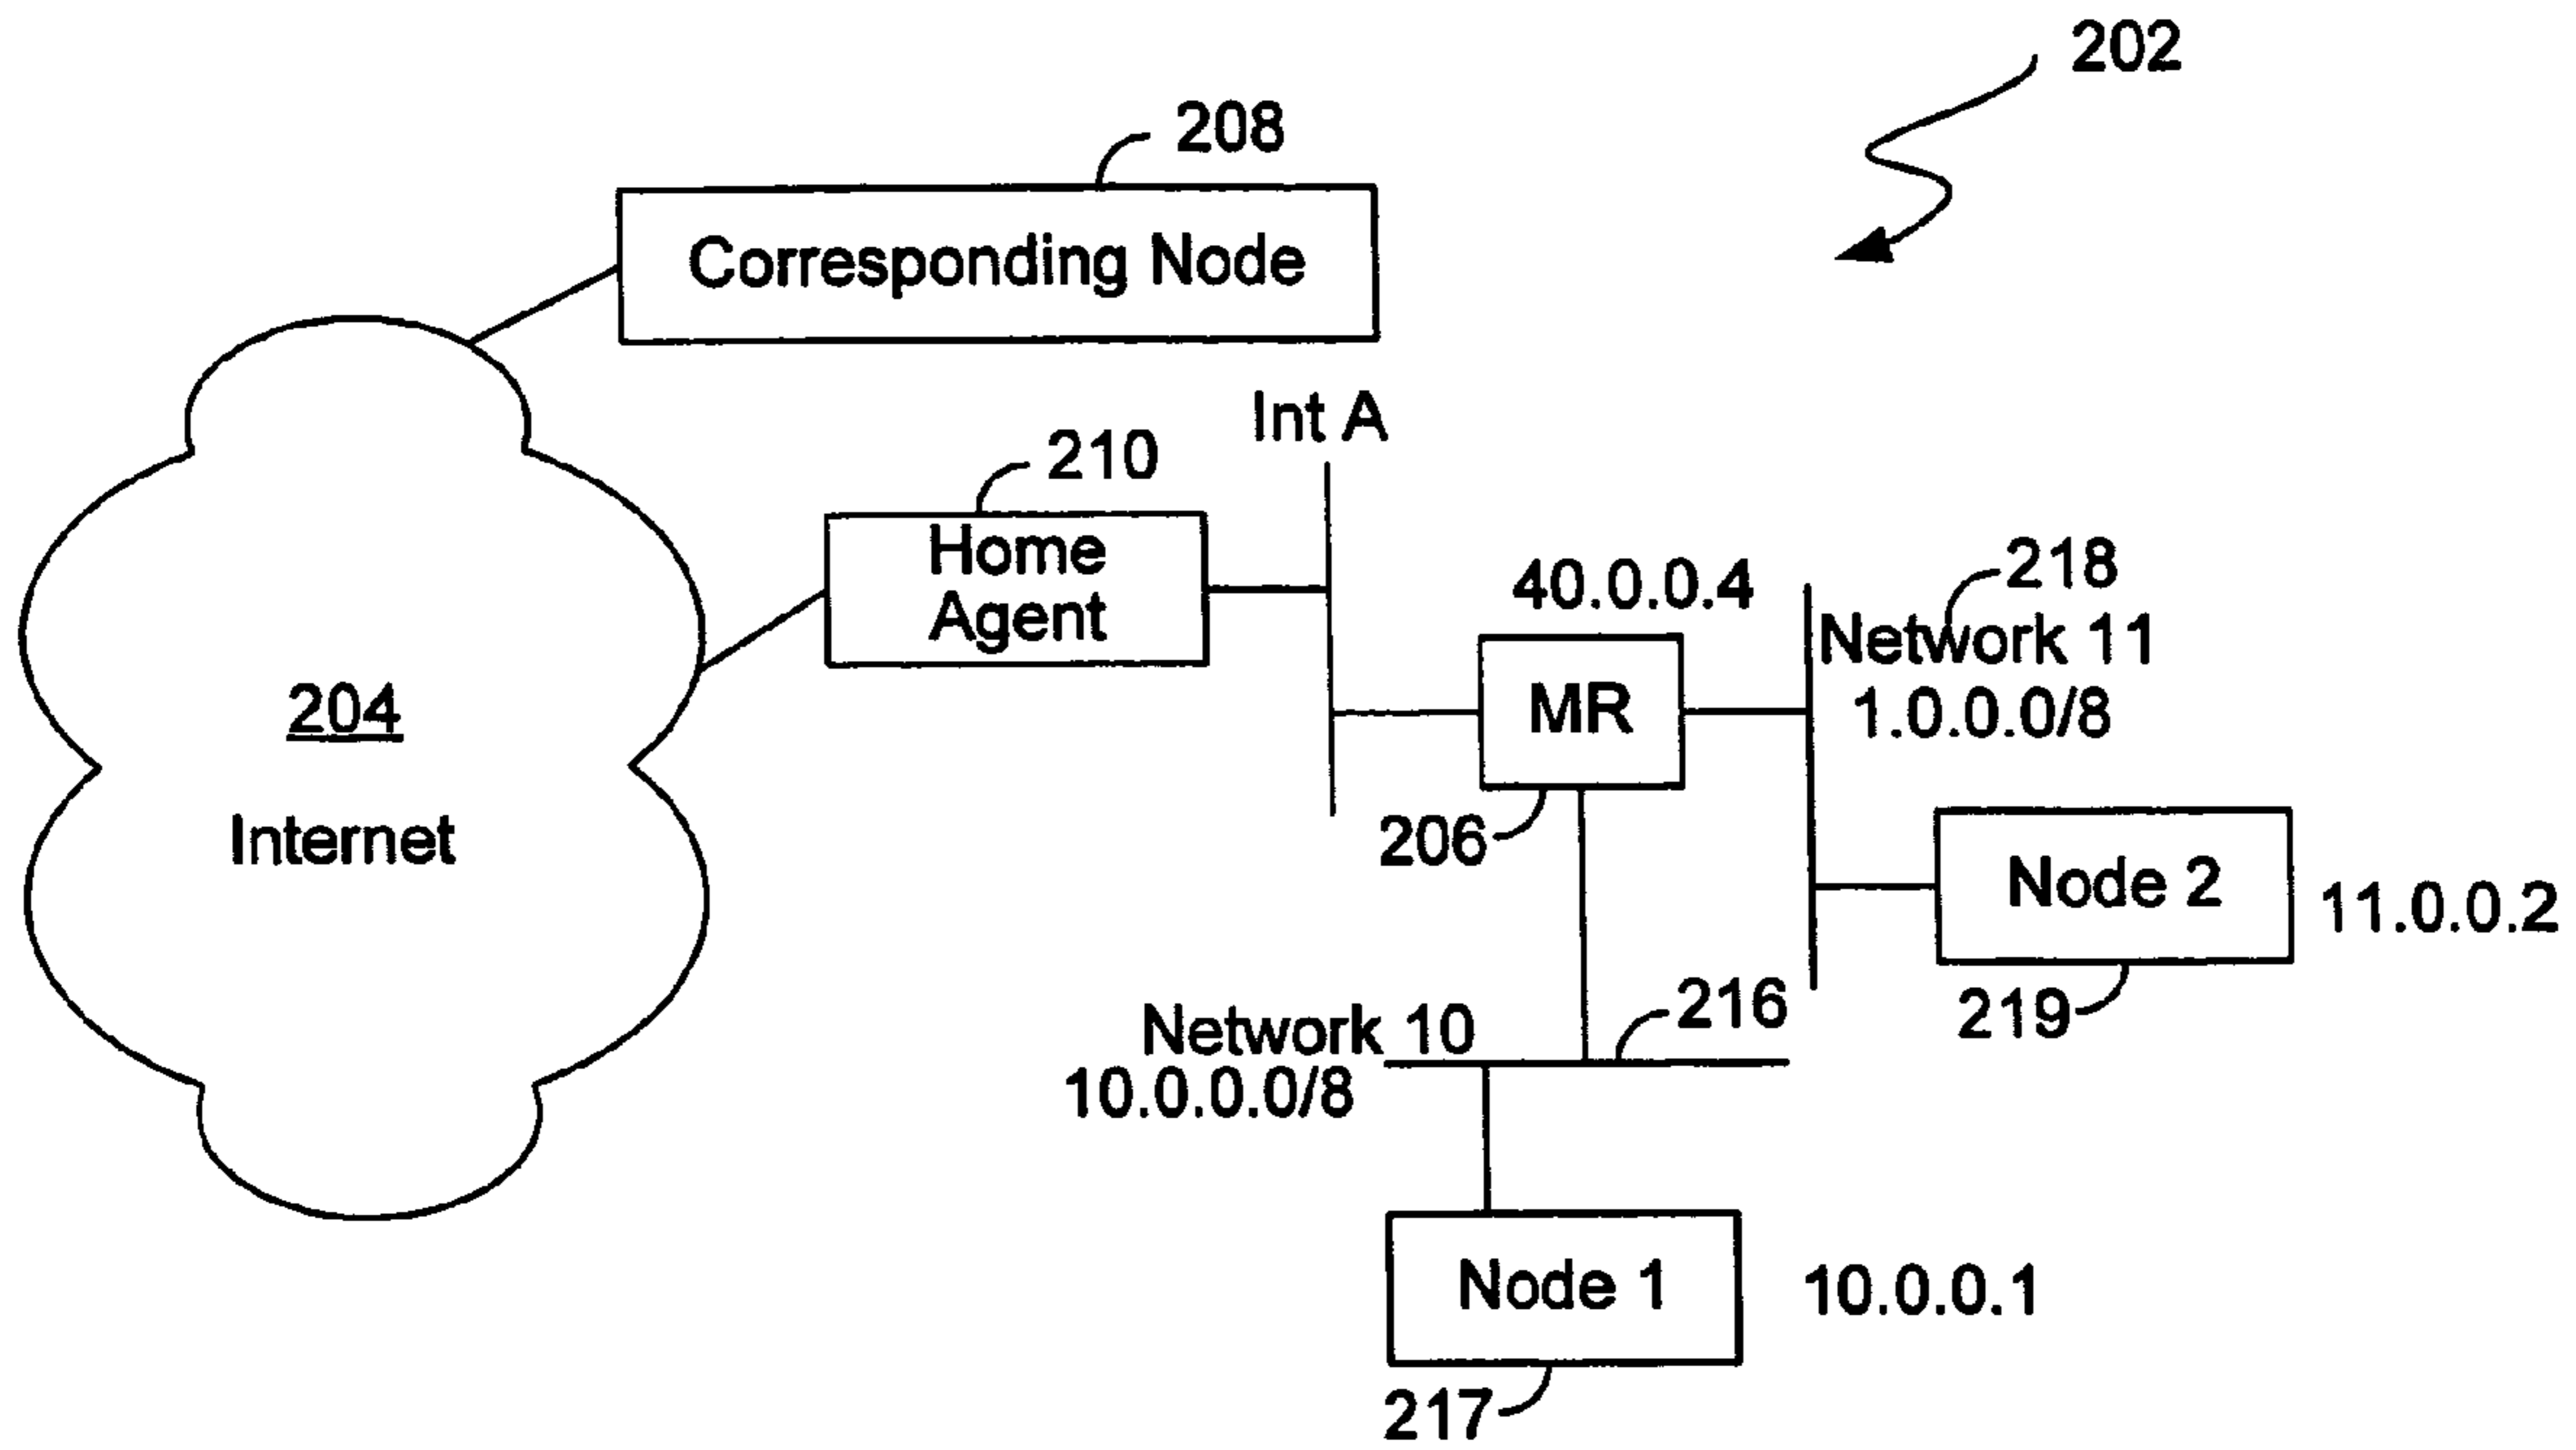 202
208
Corresponding Node
Int A
210
Home
Agent
40.0.0.4
218
Network 11
1.0.0.0/8
MR
204
Internet
206
Node 2
11.0.0.2
219
216
Network 10
10.0.0.0/8
Node 1
10.0.0.1
217